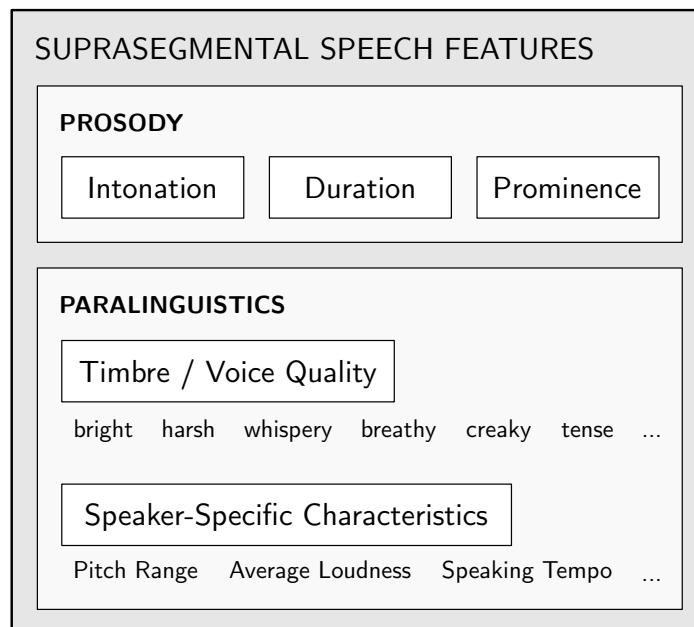 SUPRASEGMENTAL SPEECH FEATURES
PROSODY
Intonation Duration Prominence
PARALINGUISTICS
Timbre / Voice Quality
bright harsh whispery breathy creaky tense ...
Speaker-Specific Characteristics
Pitch Range Average Loudness Speaking Tempo ...